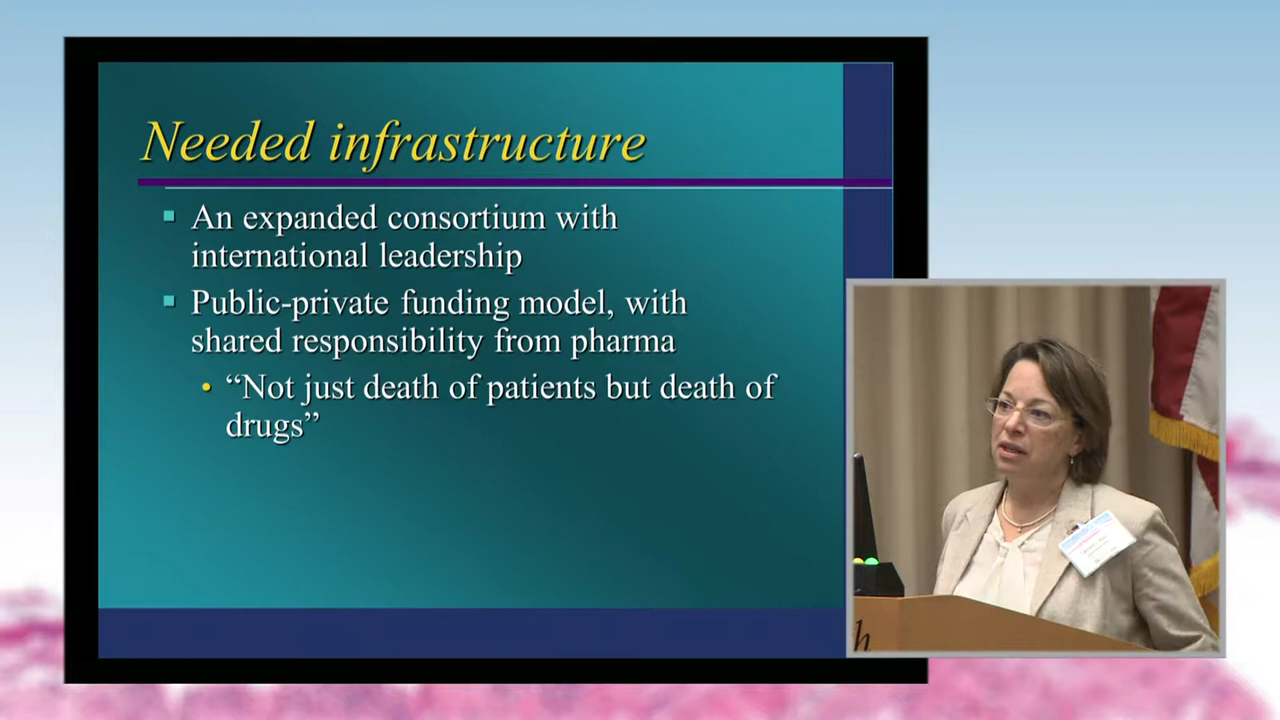 Needed infrastructure
An expanded consortium with
international leadership
Public-private funding model, with
shared responsibility from pharma
“Not just death of patients but death of
drugs”
h